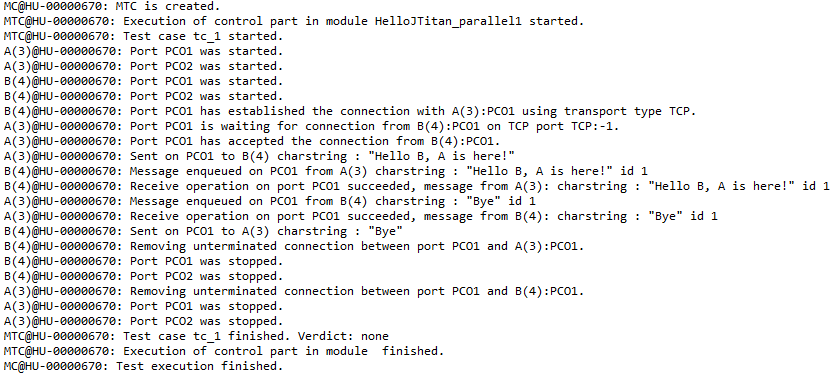 MC@HU-00000670: MTC is created.
MTC@HU-00000670: Execution of control part in module HelloJTitan_parallel1 started.
MTC@HU-00000670: Test case tc_1 started.
A(3)@HU-00000670: Port PCO1 was started.
A(3)@HU-00000670: Port PCO2 was started.
B(4)@HU-00000670: Port PCO1 was started.
B(4)@HU-00000670: Port PCO2 was started.
B(4)@HU-00000670: Port PCO1 has established the connection with A(3):PCO1 using transport type TCP.
A(3)@HU-00000670: Port PCO1 is waiting for connection from B(4):PCO1 on TCP port TCP:-1.
A(3)@HU-00000670: Port PCO1 has accepted the connection from B(4):PCO1.
A(3)@HU-00000670: Sent on PCO1 to B(4) charstring : "Hello B, A is here!"
B(4)@HU-00000670: Message enqueued on PCO1 from A(3) charstring : "Hello B, A is here!" id 1
B(4)@HU-00000670: Receive operation on port PCO1 succeeded, message from A(3): charstring : "Hello B, A is here!" id 1
A(3)@HU-00000670: Message enqueued on PCO1 from B(4) charstring : "Bye" id 1
A(3)@HU-00000670: Receive operation on port PCO1 succeeded, message from B(4): charstring : "Bye" id 1
B(4)@HU-00000670: Sent on PCO1 to A(3) charstring : "Bye"
B(4)@HU-00000670: Removing unterminated connection between port PCO1 and A(3):PCO1.
B(4)@HU-00000670: Port PCO1 was stopped.
B(4)@HU-00000670: Port PCO2 was stopped.
A(3)@HU-00000670: Removing unterminated connection between port PCO1 and B(4):PCO1.
A(3)@HU-00000670: Port PCO1 was stopped.
A(3)@HU-00000670: Port PCO2 was stopped.
MTC@HU-00000670: Test case tc_1 finished. Verdict: none
MTC@HU-00000670: Execution of control part in module  finished.
MC@HU-00000670: Test execution finished.